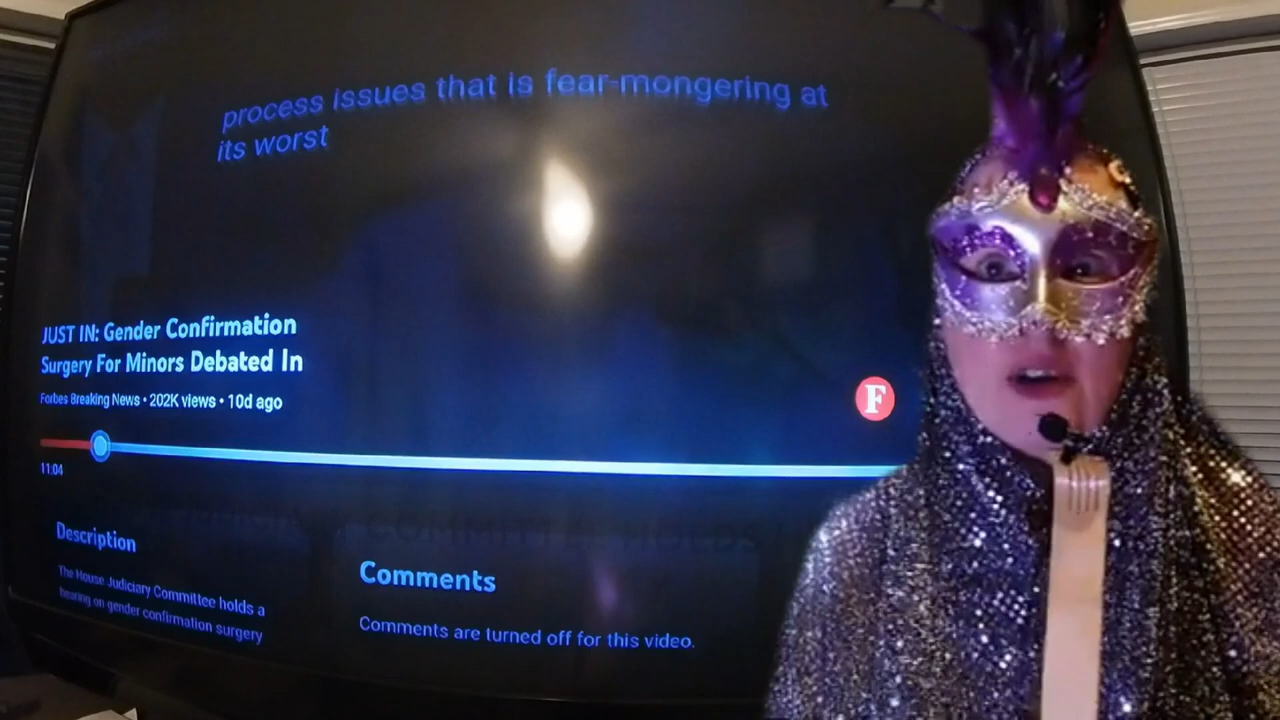 process issues that is fear-mongering at
its worst
JUST IN: Gender Confirmation
Surgery For Minors Debated In
Forbes Breaking News • 202K views • 10d ago
F
11:04
Description
The House Judiciary Committee holds a
hearing on gender confirmation surgery
Comments
Comments are turned off for this video.